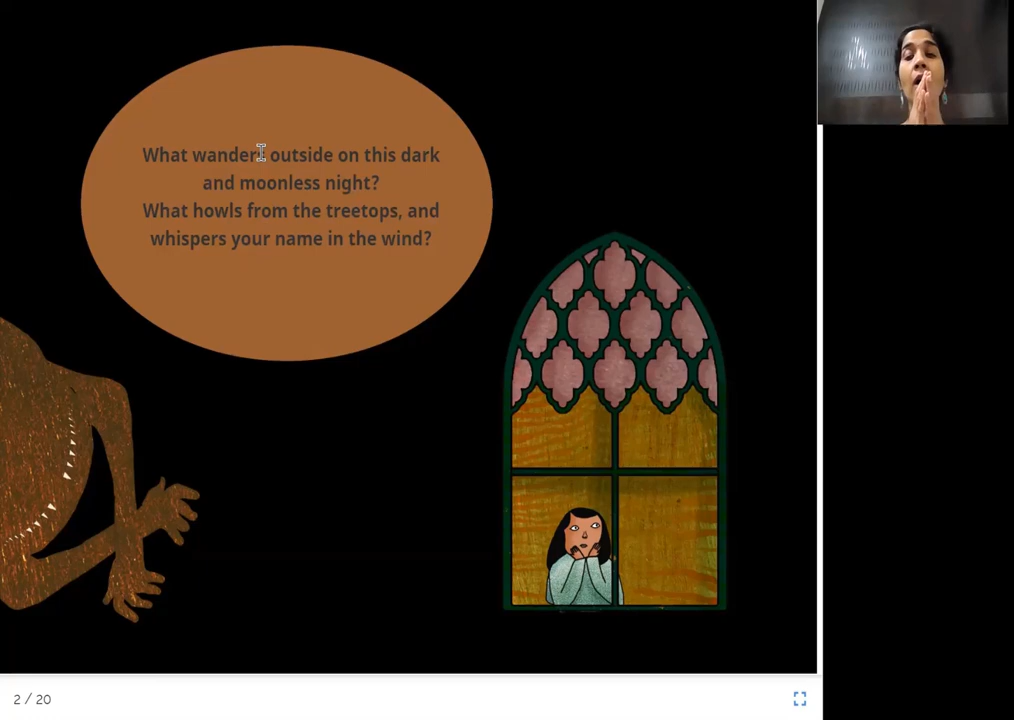 What wanders outside on this dark
and moonless night?
What howls from the treetops, and
whispers your name in the wind?
2 / 20